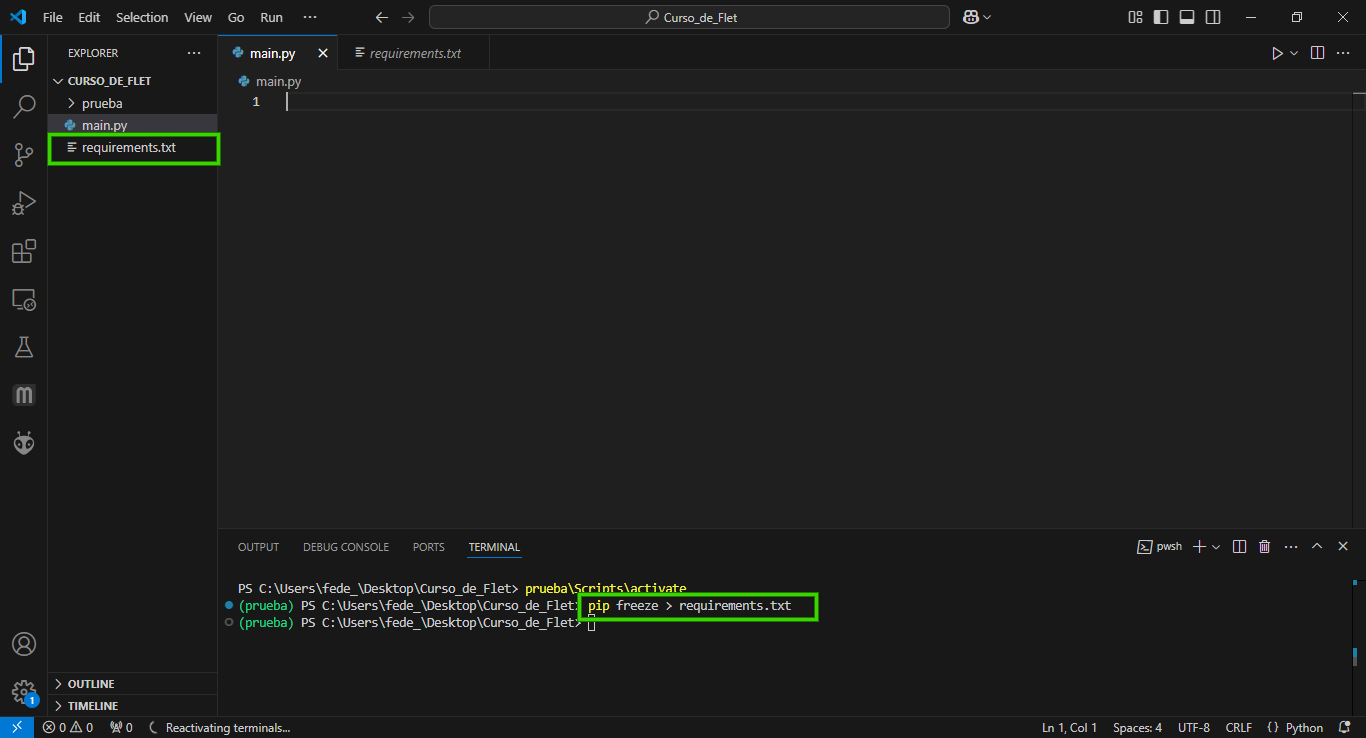 File Edit Selection View Go Run ··· Curso_de_Flet
EXPLORER ···
CURSO_DE_FLET
prueba
main.py
requirements.txt
OUTLINE
TIMELINE
main.py requirements.txt
main.py
1
OUTPUT DEBUG CONSOLE PORTS TERMINAL pwsh
PS C:\Users\fede_\Desktop\Curso_de_Flet> prueba\Scripts\activate
(prueba) PS C:\Users\fede_\Desktop\Curso_de_Flet> pip freeze > requirements.txt
(prueba) PS C:\Users\fede_\Desktop\Curso_de_Flet>
1
0 0 0 Reactivating terminals... Ln 1, Col 1 Spaces: 4 UTF-8 CRLF {} Python